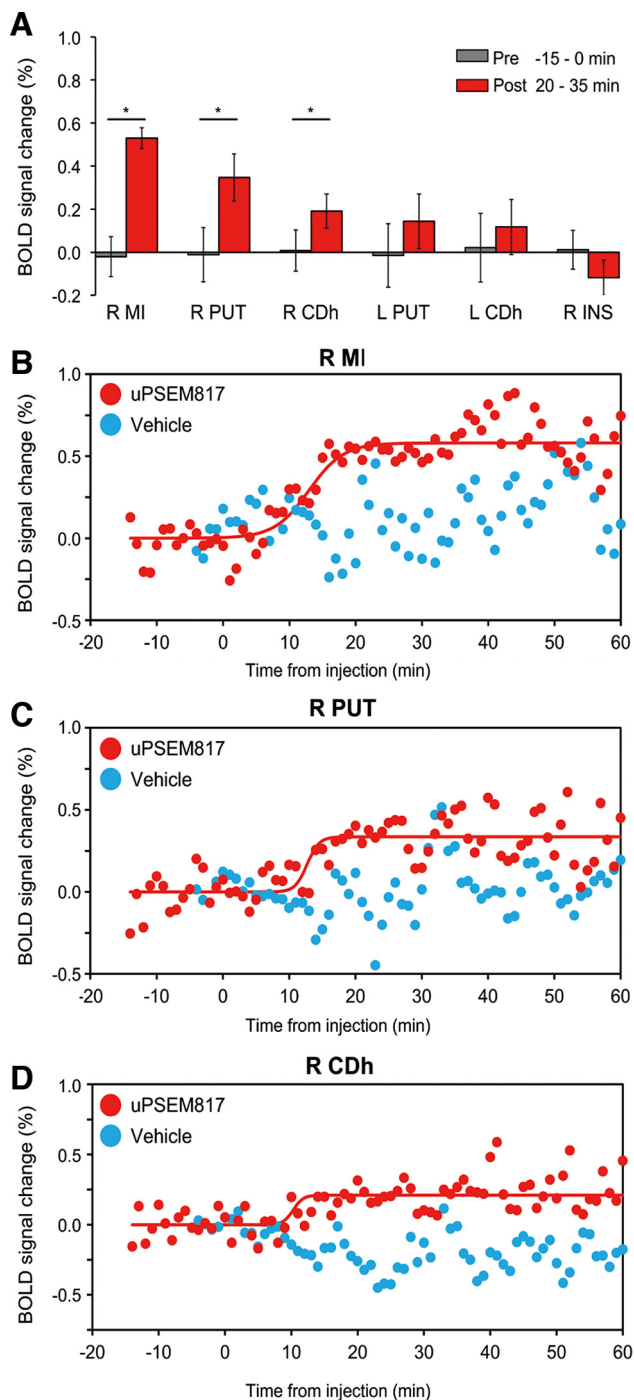 A
BOLD signal change (%)
1.0
0.8
0.6
0.4
0.2
0.0
-0.2
Pre -15 - 0 min
Post 20 - 35 min
* * *
R MI R PUT R CDh L PUT L CDh R INS
B
R MI
BOLD signal change (%)
1.0
0.5
0.0
-0.5
uPSEM817
Vehicle
-20 -10 0 10 20 30 40 50 60
Time from injection (min)
C
R PUT
BOLD signal change (%)
1.0
0.5
0.0
-0.5
uPSEM817
Vehicle
-20 -10 0 10 20 30 40 50 60
Time from injection (min)
D
R CDh
BOLD signal change (%)
1.0
0.5
0.0
-0.5
uPSEM817
Vehicle
-20 -10 0 10 20 30 40 50 60
Time from injection (min)